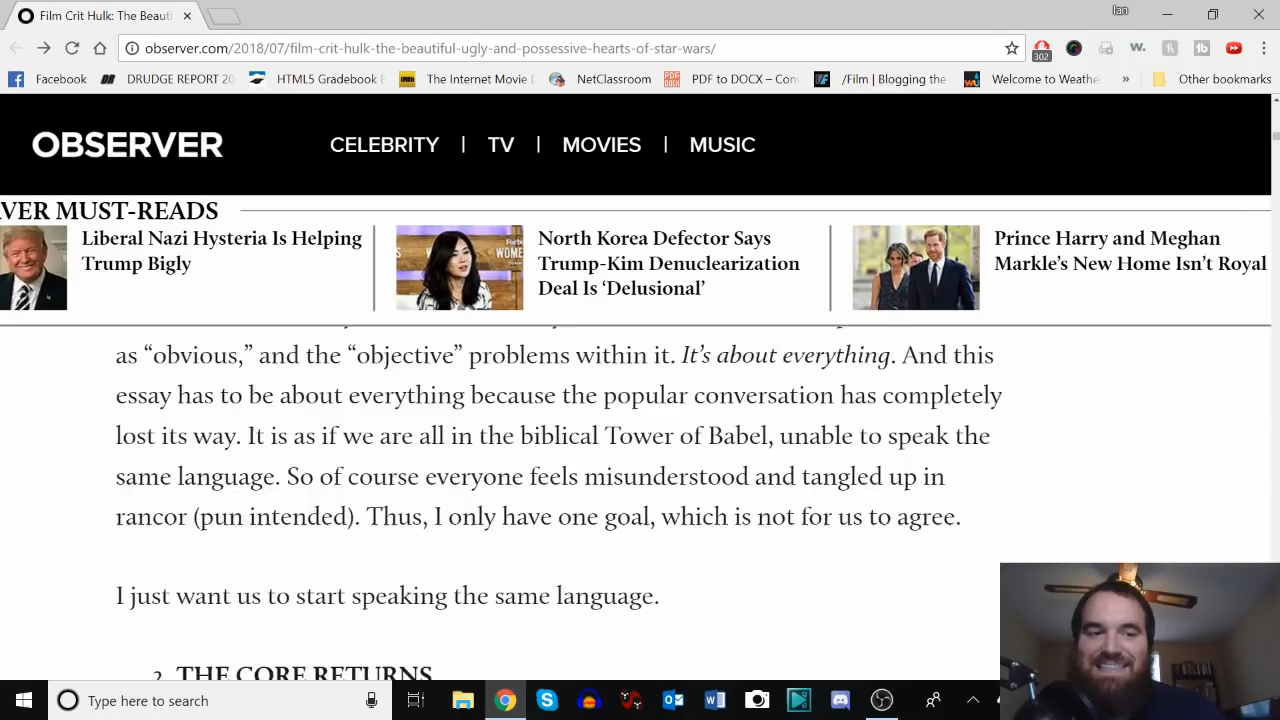 Film Crit Hulk: The Beauti
Ian
observer.com/2018/07/film-crit-hulk-the-beautiful-ugly-and-possessive-hearts-of-star-wars/
302
Facebook
DRUDGE REPORT 20
HTML5 Gradebook
The Internet Movie
NetClassroom
PDF to DOCX – Con
/Film | Blogging the
Welcome to Weathe
Other bookmarks
OBSERVER
CELEBRITY | TV | MOVIES | MUSIC
VER MUST-READS
Liberal Nazi Hysteria Is Helping
Trump Bigly
North Korea Defector Says
Trump-Kim Denuclearization
Deal Is ‘Delusional’
Prince Harry and Meghan
Markle’s New Home Isn’t Royal
as “obvious,” and the “objective” problems within it. It’s about everything. And this
essay has to be about everything because the popular conversation has completely
lost its way. It is as if we are all in the biblical Tower of Babel, unable to speak the
same language. So of course everyone feels misunderstood and tangled up in
rancor (pun intended). Thus, I only have one goal, which is not for us to agree.
I just want us to start speaking the same language.
2. THE CORE RETURNS
Type here to search